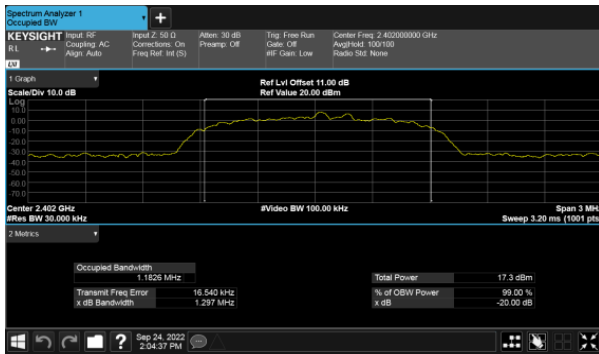 Spectrum Analyzer 1
Occupied BW
+
KEYSIGHT Input: RF Input Z: 50 Ω Atten: 30 dB Trig: Free Run Center Freq: 2.402000000 GHz
RL Coupling: AC Corrections: On Preamp: Off Gate: Off Avg|Hold: 100/100
Align: Auto Freq Ref: Int (S) #IF Gain: Low Radio Std: None
LXI
1 Graph
Ref Lvl Offset 11.00 dB
Scale/Div 10.0 dB Ref Value 20.00 dBm
Log
10.0
0.00
-10.0
-20.0
-30.0
-40.0
-50.0
-60.0
-70.0
Center 2.402 GHz #Video BW 100.00 kHz Span 3 MH
#Res BW 30.000 kHz Sweep 3.20 ms (1001 pts
2 Metrics
Occupied Bandwidth
1.1826 MHz Total Power 17.3 dBm
Transmit Freq Error 16.540 kHz % of OBW Power 99.00 %
x dB Bandwidth 1.297 MHz x dB -20.00 dB
? Sep 24, 2022
2:04:37 PM